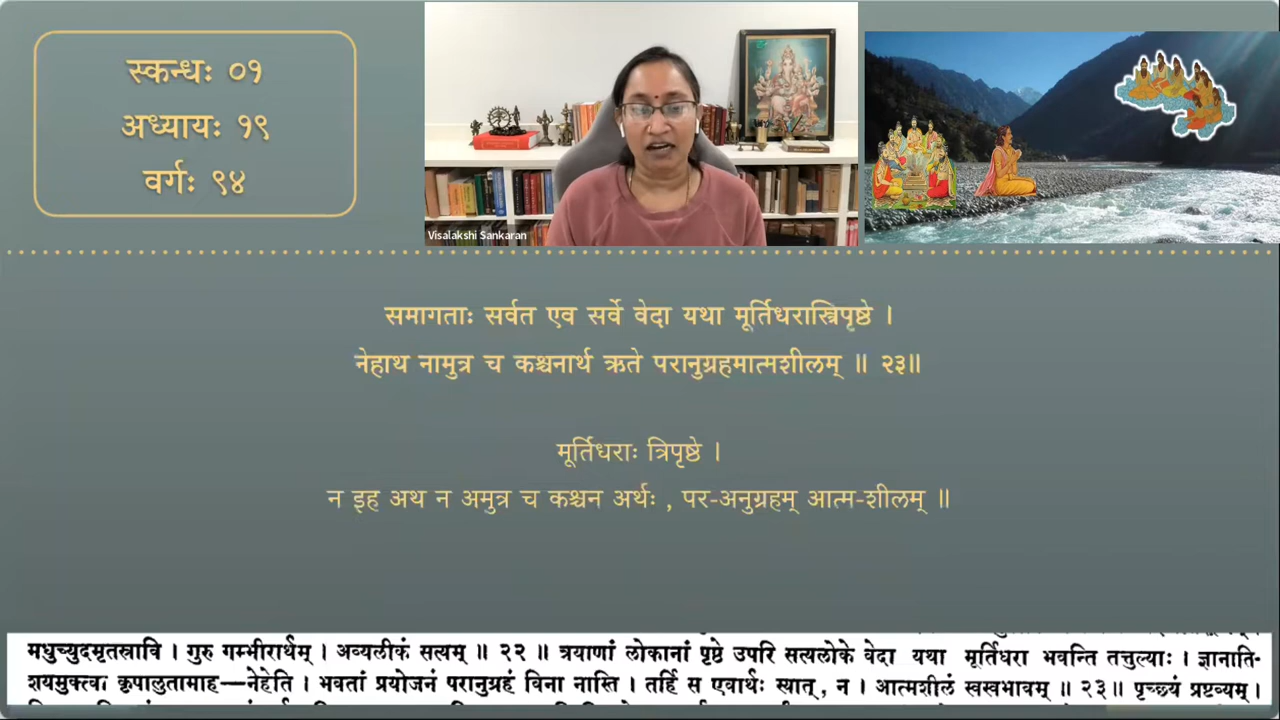 स्कन्धः ०१
अध्यायः १९
वर्गः ९४
Visalakshi Sankaran
समागताः सर्वत एव सर्वे वेदा यथा मूर्तिधरास्त्रिपृष्ठे ।
नेहाथ नामुत्र च कश्चनार्थ ऋते परानुग्रहमात्मशीलम् ॥ २३॥
मूर्तिधराः त्रिपृष्ठे ।
न इह अथ न अमुत्र च कश्चन अर्थः , पर-अनुग्रहम् आत्म-शीलम् ॥
मधुच्युदमृतस्रावि । गुरु गम्भीरार्थम् । अव्यलीकं सत्यम् ॥ २२ ॥ त्रयाणां लोकानां पृष्ठे उपरि सत्यलोके वेदा यथा मूर्तिधरा भवन्ति तत्तुल्याः । ज्ञानाति-
शयमुक्त्वा कृपालुतामाह—नेहेति । भवतां प्रयोजनं परानुग्रहं विना नास्ति । तर्हि स एवार्थः स्यात् , न । आत्मशीलं स्वस्वभावम् ॥ २३॥ पृच्छ्यं प्रष्टव्यम् ।